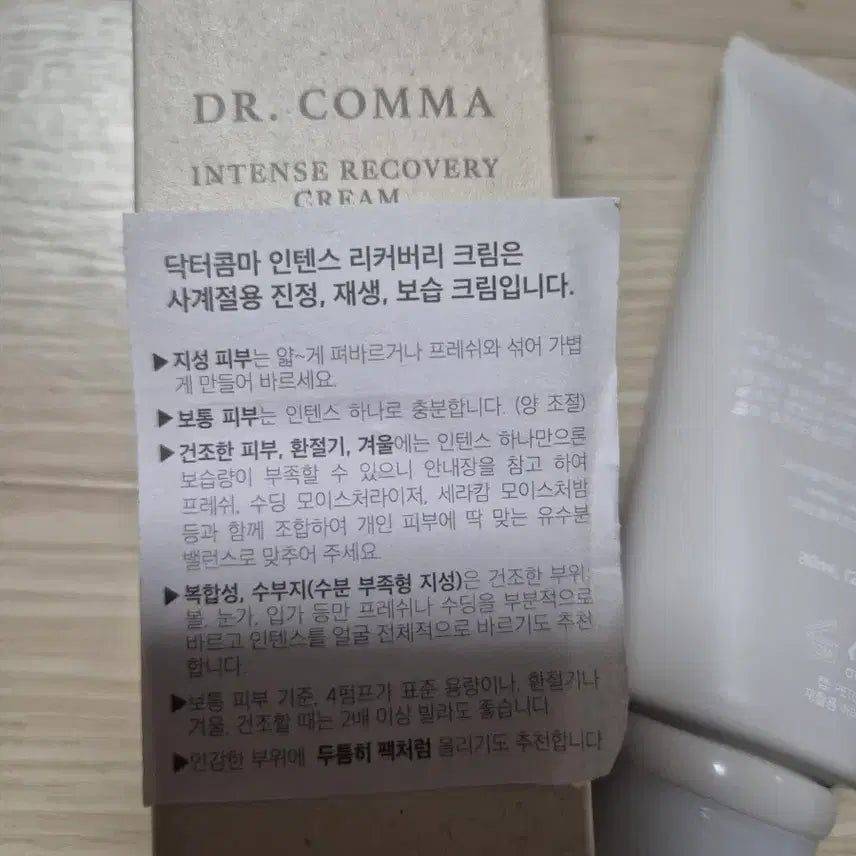 DR. COMMA
INTENSE RECOVERY
CREAM
닥터콤마 인텐스 리커버리 크림은
사계절용 진정, 재생, 보습 크림입니다.
▶지성 피부는 얇~게 펴바르거나 프레쉬와 섞어 가볍
게 만들어 바르세요.
▶보통 피부는 인텐스 하나로 충분합니다. (양 조절)
▶건조한 피부, 환절기, 겨울에는 인텐스 하나만으론
보습량이 부족할 수 있으니 안내장을 참고 하여
프레쉬, 수딩 모이스처라이저, 세라캄 모이스처밤
등과 함께 조합하여 개인 피부에 딱 맞는 유수분
밸런스로 맞추어 주세요.
▶복합성, 수부지(수분 부족형 지성)은 건조한 부위,
볼, 눈가, 입가 등만 프레쉬나 수딩을 부분적으로
바르고 인텐스를 얼굴 전체적으로 바르기도 추천
합니다.
▶보통 피부 기준, 4펌프가 표준 용량이나, 환절기나
겨울, 건조할 때는 2배 이상 발라도 좋습니다
▶민감한 부위에 두툼히 팩처럼 올리기도 추천합니다